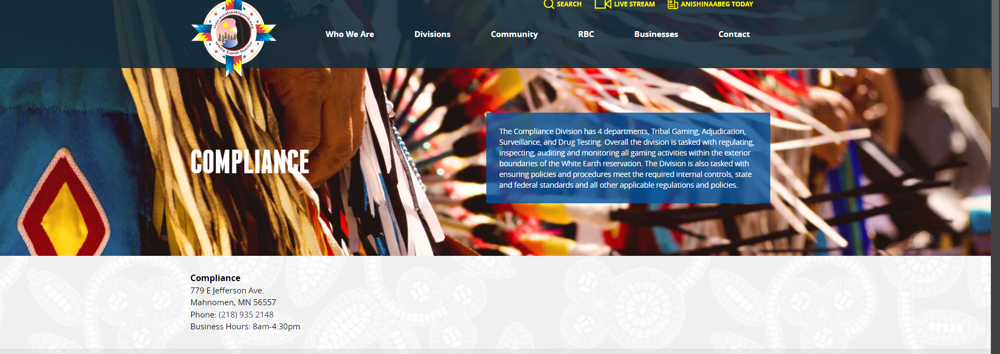 SEARCH
LIVE STREAM
ANISHINAABEG TODAY
Gaa-waabaabiganikaag
White Earth Nation
Who We Are
Divisions
Community
RBC
Businesses
Contact
COMPLIANCE
The Compliance Division has 4 departments, Tribal Gaming, Adjudication,
Surveillance, and Drug Testing. Overall the division is tasked with regulating,
inspecting, auditing and monitoring all gaming activities within the exterior
boundaries of the White Earth reservation. The Division is also tasked with
ensuring policies and procedures meet the required internal controls, state
and federal standards and all other applicable regulations and policies.
Compliance
779 E Jefferson Ave.
Mahnomen, MN 56557
Phone: (218) 935 2148
Business Hours: 8am-4:30pm